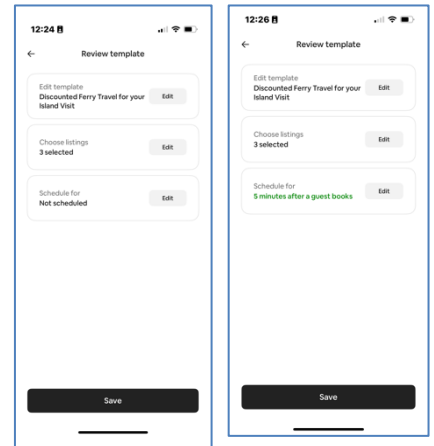 12:24
Review template
Edit template
Discounted Ferry Travel for your
Island Visit
Edit
Choose listings
3 selected
Edit
Schedule for
Not scheduled
Edit
Save
12:26
Review template
Edit template
Discounted Ferry Travel for your
Island Visit
Edit
Choose listings
3 selected
Edit
Schedule for
5 minutes after a guest books
Edit
Save